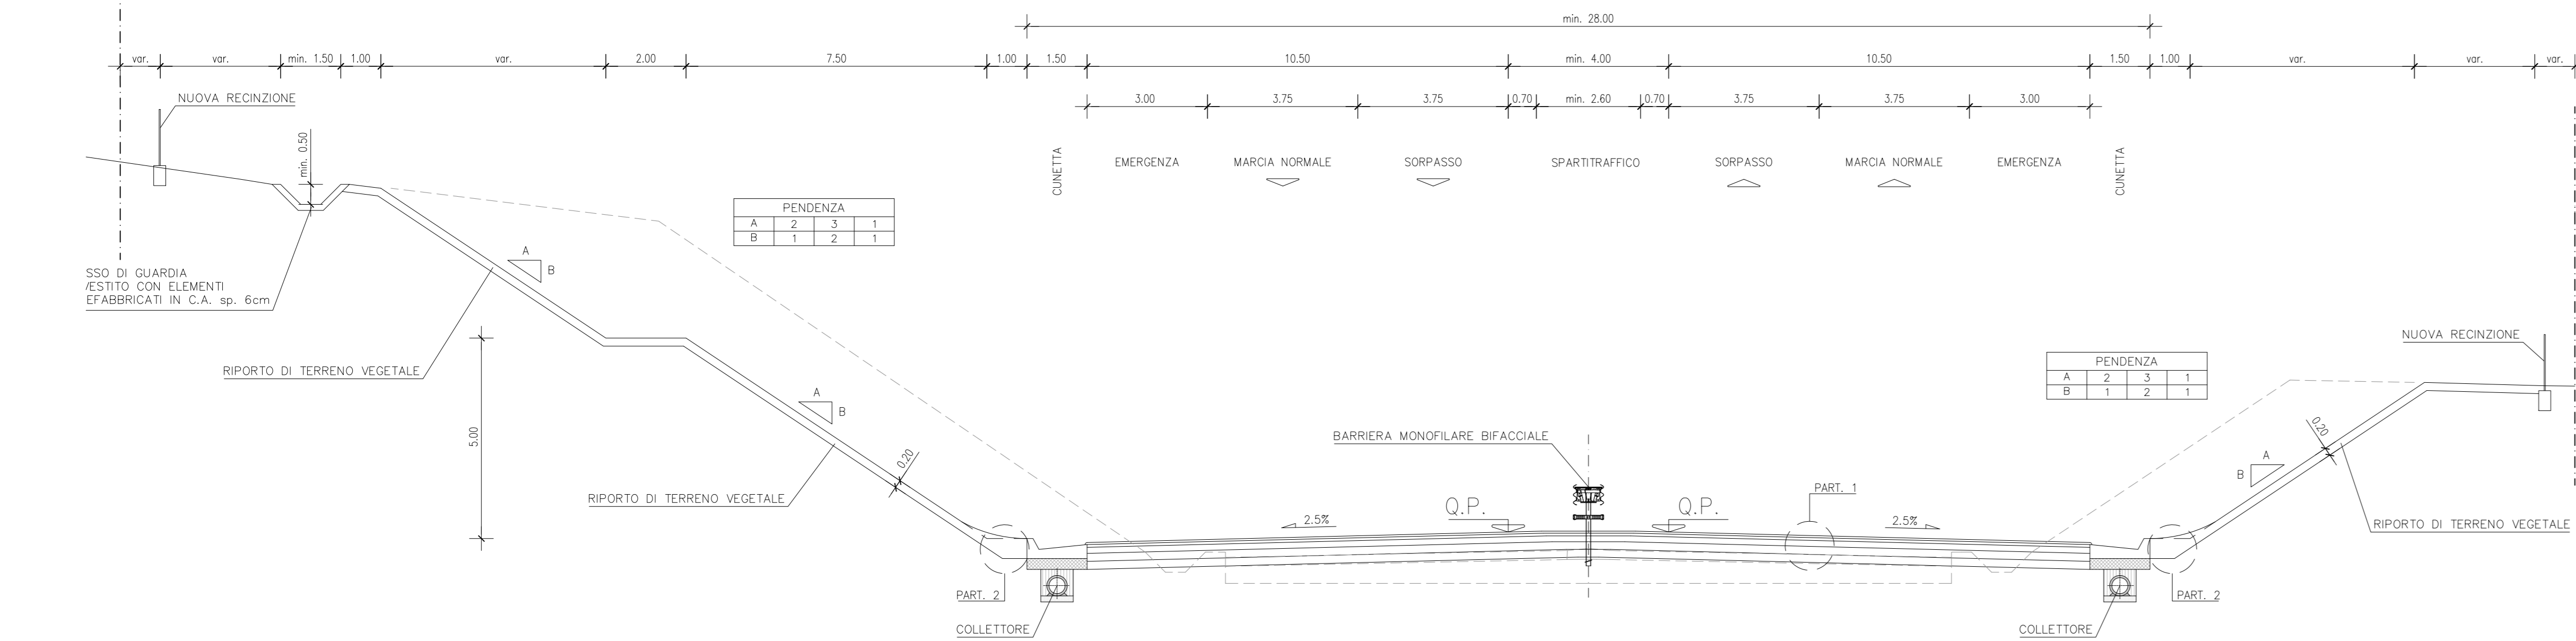 min. 28.00
var. var. min. 1.50 1.00 var. 2.00 7.50 1.00 1.50 10.50 min. 4.00 10.50 1.50 1.00 var. var. var.
3.00 3.75 3.75 0.70 min. 2.60 0.70 3.75 3.75 3.00
NUOVA RECINZIONE
min. 0.50
CUNETTA
EMERGENZA
MARCIA NORMALE
SORPASSO
SPARTITRAFFICO
SORPASSO
MARCIA NORMALE
EMERGENZA
CUNETTA
PENDENZA
A 2 3 1
B 1 2 1
A
B
SSO DI GUARDIA
VESTITO CON ELEMENTI
EFABBRICATI IN C.A. sp. 6cm
RIPORTO DI TERRENO VEGETALE
5.00
A
B
0.20
RIPORTO DI TERRENO VEGETALE
BARRIERA MONOFILARE BIFACCIALE
Q.P.
Q.P.
2.5%
2.5%
PART. 1
PENDENZA
A 2 3 1
B 1 2 1
NUOVA RECINZIONE
0.20
A
B
RIPORTO DI TERRENO VEGETALE
PART. 2
PART. 2
COLLETTORE
COLLETTORE